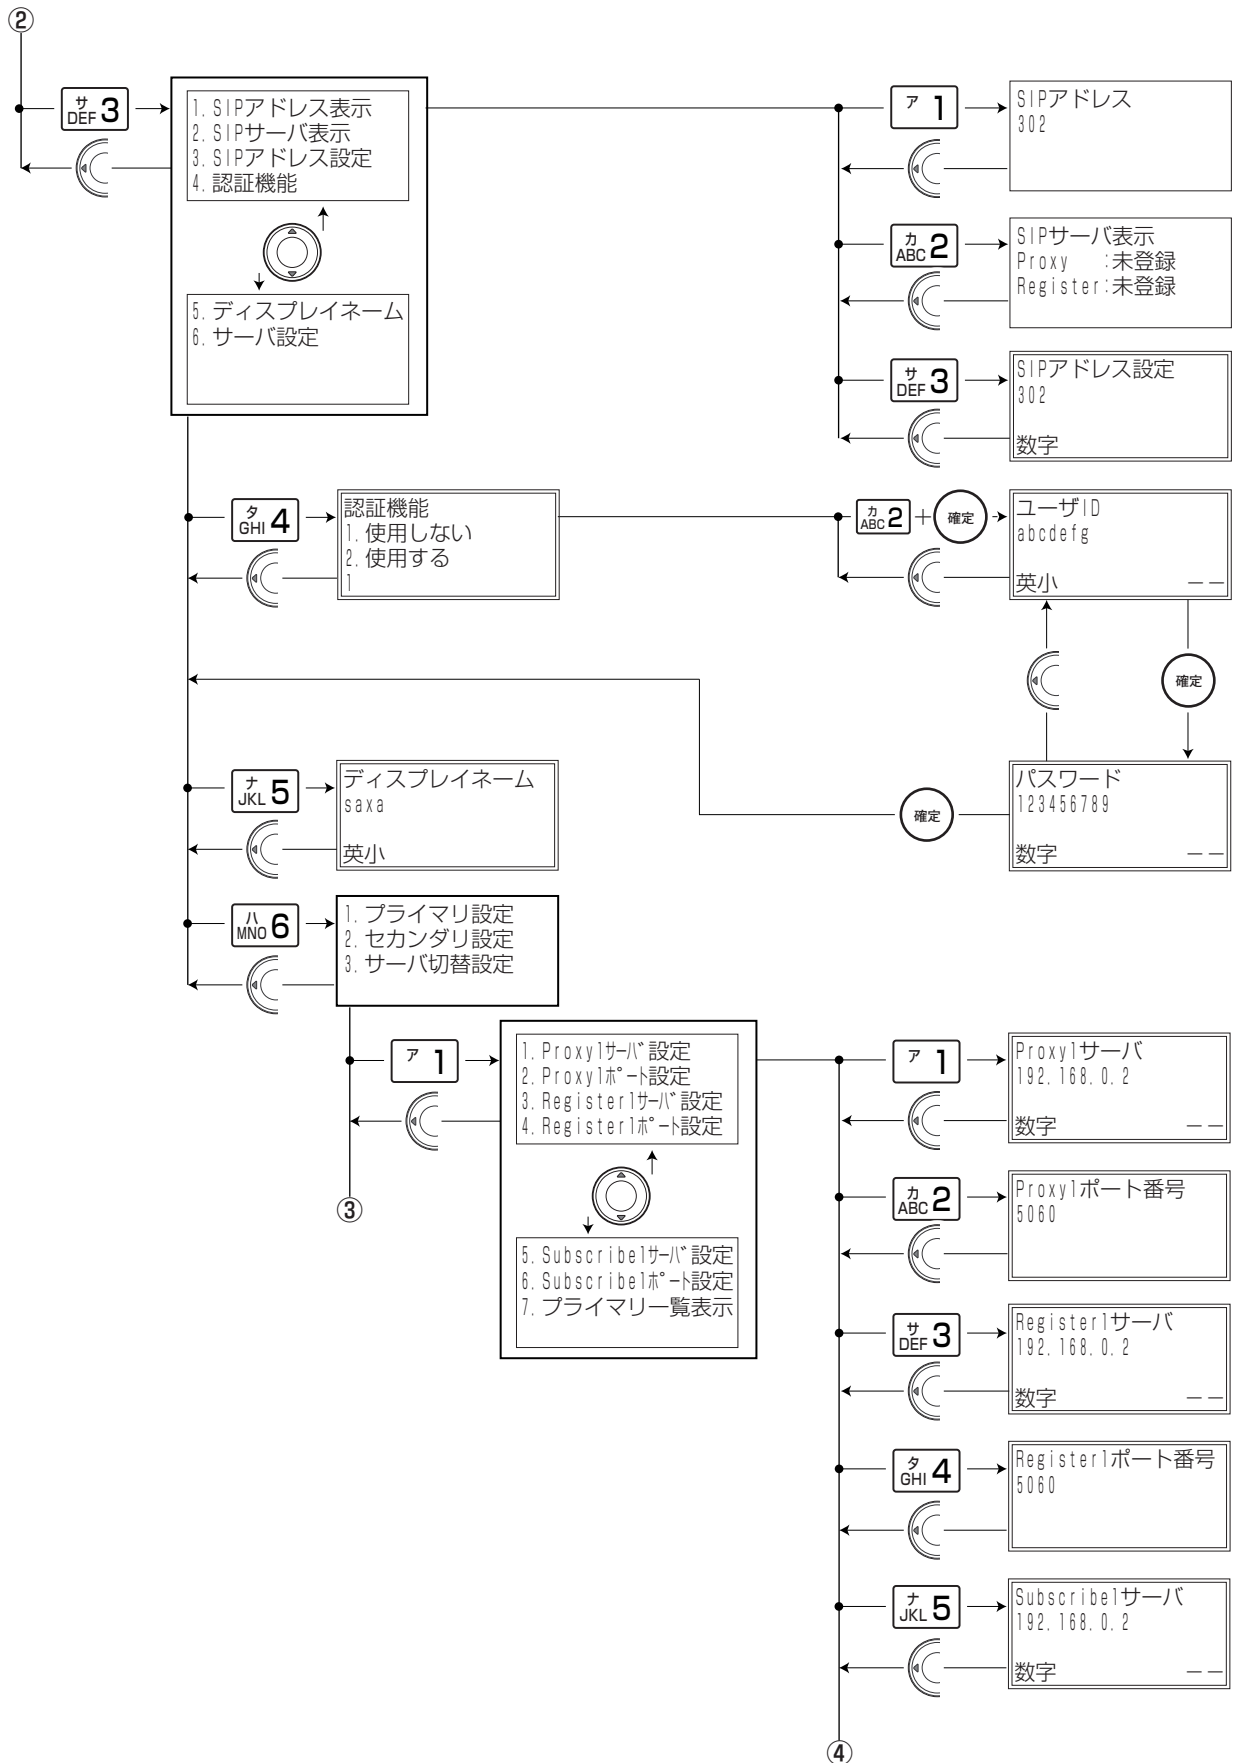 ②
サ
DEF 3
1. SIPアドレス表示
2. SIPサーバ表示
3. SIPアドレス設定
4. 認証機能
5. ディスプレイネーム
6. サーバ設定
ア 1
SIPアドレス
302
カ
ABC 2
SIPサーバ表示
Proxy :未登録
Register:未登録
サ
DEF 3
SIPアドレス設定
302
数字
タ
GHI 4
認証機能
1. 使用しない
2. 使用する
1
カ
ABC 2
+
確定
ユーザID
abcdefg
英小 ——
確定
パスワード
123456789
数字 ——
確定
ナ
JKL 5
ディスプレイネーム
saxa
英小
ハ
MNO 6
1. プライマリ設定
2. セカンダリ設定
3. サーバ切替設定
③
ア 1
1. Proxy1ｻｰﾊﾞ設定
2. Proxy1ﾎﾟｰﾄ設定
3. Register1ｻｰﾊﾞ設定
4. Register1ﾎﾟｰﾄ設定
5. Subscribe1ｻｰﾊﾞ設定
6. Subscribe1ﾎﾟｰﾄ設定
7. プライマリ一覧表示
ア 1
Proxy1サーバ
192.168.0.2
数字 ——
カ
ABC 2
Proxy1ポート番号
5060
サ
DEF 3
Register1サーバ
192.168.0.2
数字 ——
タ
GHI 4
Register1ポート番号
5060
ナ
JKL 5
Subscribe1サーバ
192.168.0.2
数字 ——
④